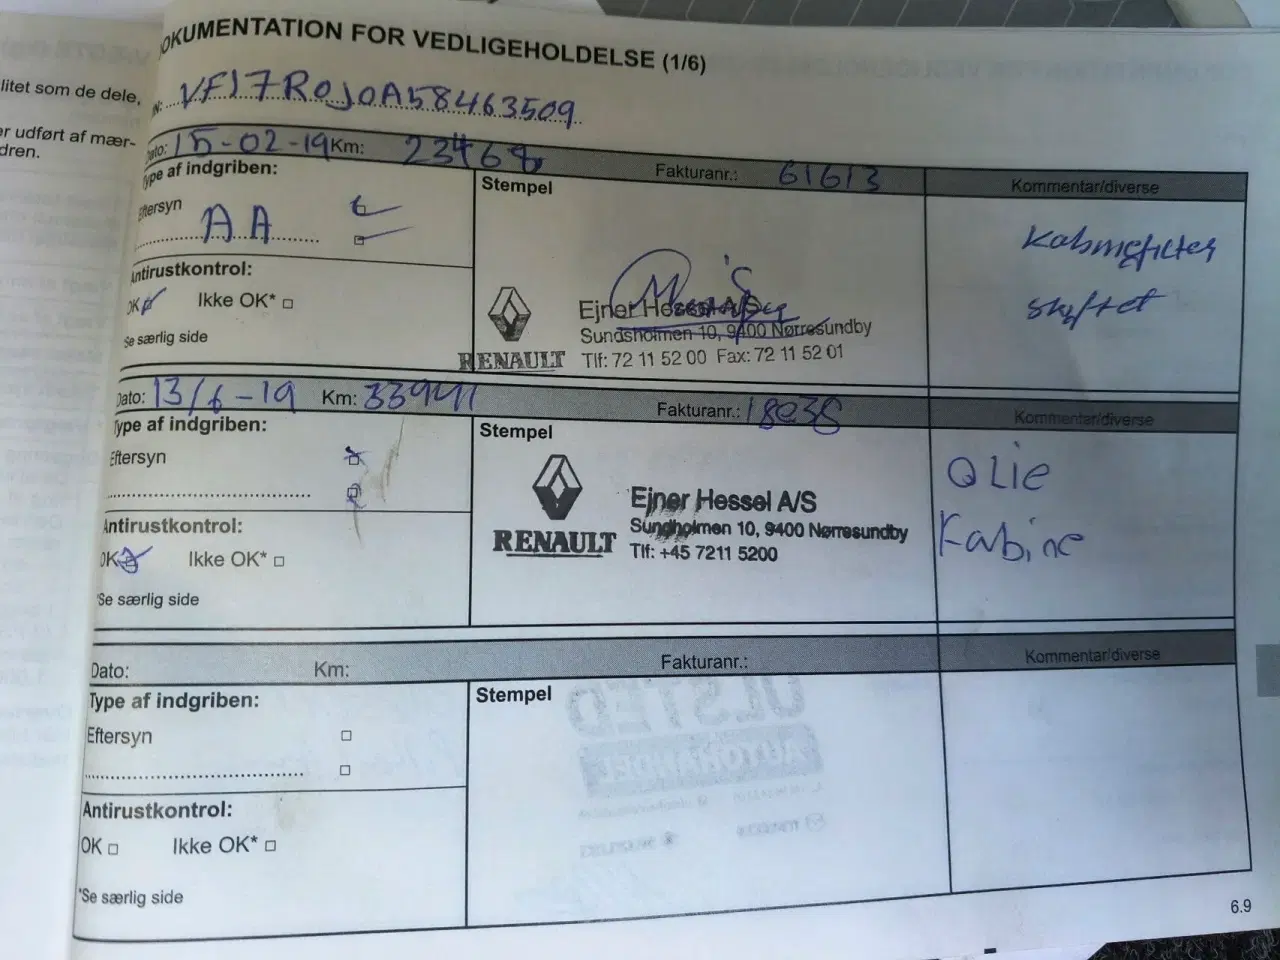 DOKUMENTATION FOR VEDLIGEHOLDELSE (1/6)
litet som de dele,
er udført af mær-
dren.
N: VF17R0J0A58463509
Dato: 15-02-19 Km: 23468 Fakturanr.: 61613 Kommentar/diverse
Type af indgriben:
Stempel
Eftersyn
AA
Kabinefilter
skiftet
Antirustkontrol:
OK Ikke OK*
Se særlig side
RENAULT
Ejner Hessel A/S
Sundsholmen 10, 9400 Nørresundby
Tlf: 72 11 52 00 Fax: 72 11 52 01
Dato: 13/6-19 Km: 33941 Fakturanr.: 18038 Kommentar/diverse
Type af indgriben:
Stempel
Eftersyn
OLIE
Kabine
Antirustkontrol:
OK Ikke OK*
*Se særlig side
RENAULT
Ejner Hessel A/S
Sundholmen 10, 9400 Nørresundby
Tlf: +45 7211 5200
Dato: Km: Fakturanr.: Kommentar/diverse
Type af indgriben:
Stempel
Eftersyn
Antirustkontrol:
OK Ikke OK*
*Se særlig side
ULSTED
AUTOHANDEL
6.9